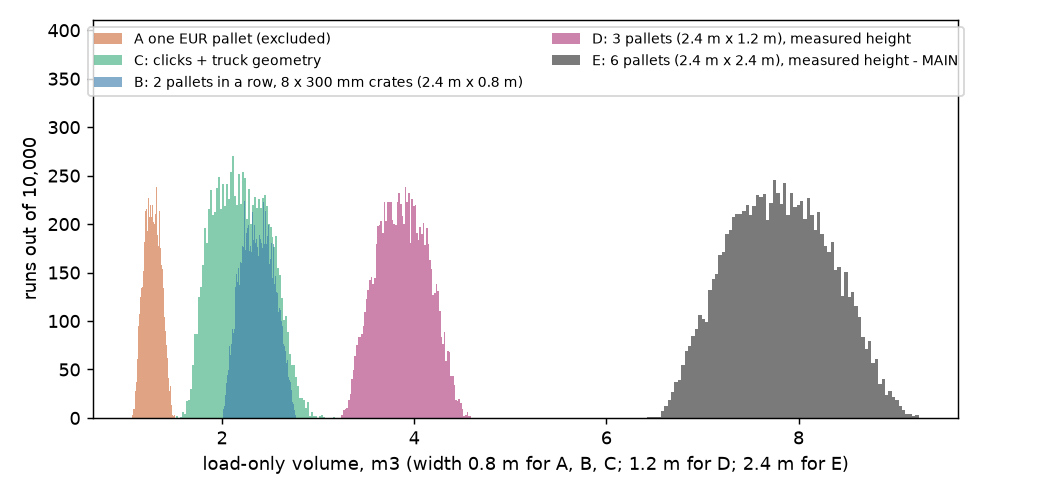 A one EUR pallet (excluded)
C: clicks + truck geometry
B: 2 pallets in a row, 8 x 300 mm crates (2.4 m x 0.8 m)
D: 3 pallets (2.4 m x 1.2 m), measured height
E: 6 pallets (2.4 m x 2.4 m), measured height - MAIN
runs out of 10,000
400
350
300
250
200
150
100
50
0
2
4
6
8
load-only volume, m3 (width 0.8 m for A, B, C; 1.2 m for D; 2.4 m for E)